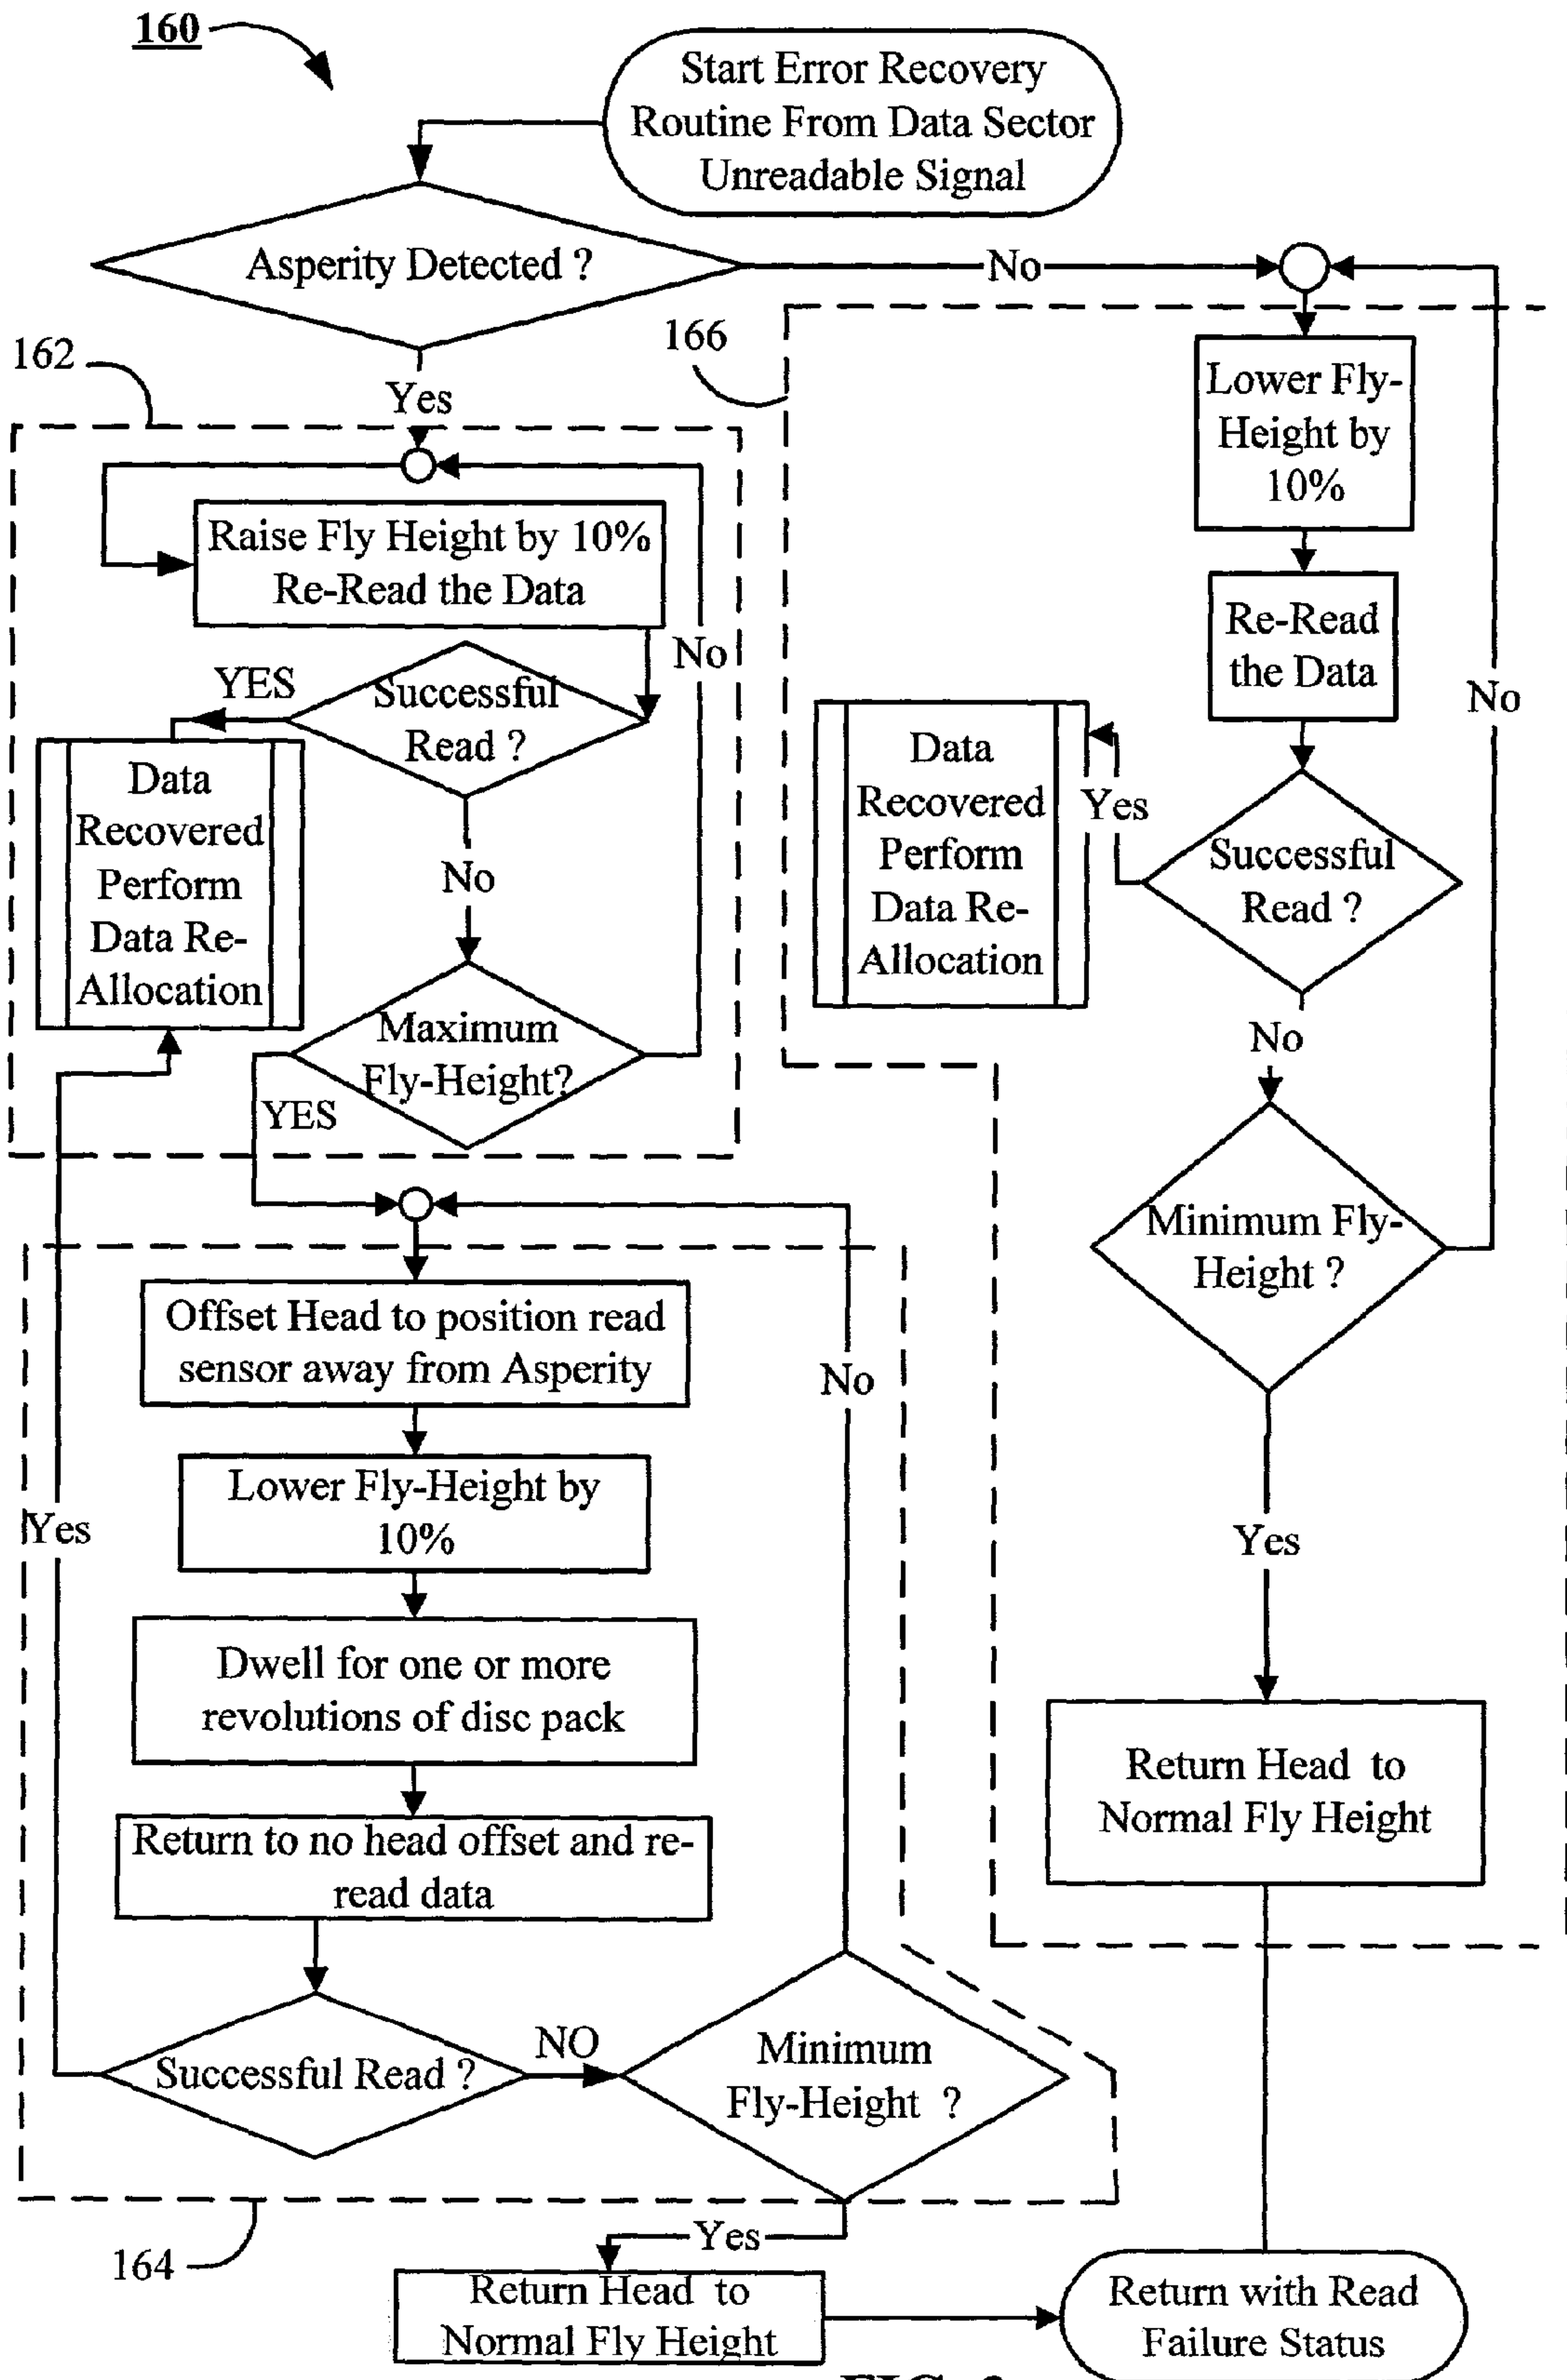 160
Start Error Recovery
Routine From Data Sector
Unreadable Signal
Asperity Detected ?
No
166
162
Yes
Lower Fly-
Height by
10%
Raise Fly Height by 10%
Re-Read the Data
No
Re-Read
the Data
No
YES
Successful
Read ?
Data
Recovered
Perform
Data Re-
Allocation
No
Maximum
Fly-Height?
YES
Data
Recovered
Perform
Data Re-
Allocation
Yes
Successful
Read ?
No
Minimum Fly-
Height ?
Yes
Return Head to
Normal Fly Height
Offset Head to position read
sensor away from Asperity
No
Lower Fly-Height by
10%
Yes
Dwell for one or more
revolutions of disc pack
Return to no head offset and re-
read data
Successful Read ?
NO
Minimum
Fly-Height ?
164
Yes
Return Head to
Normal Fly Height
Return with Read
Failure Status